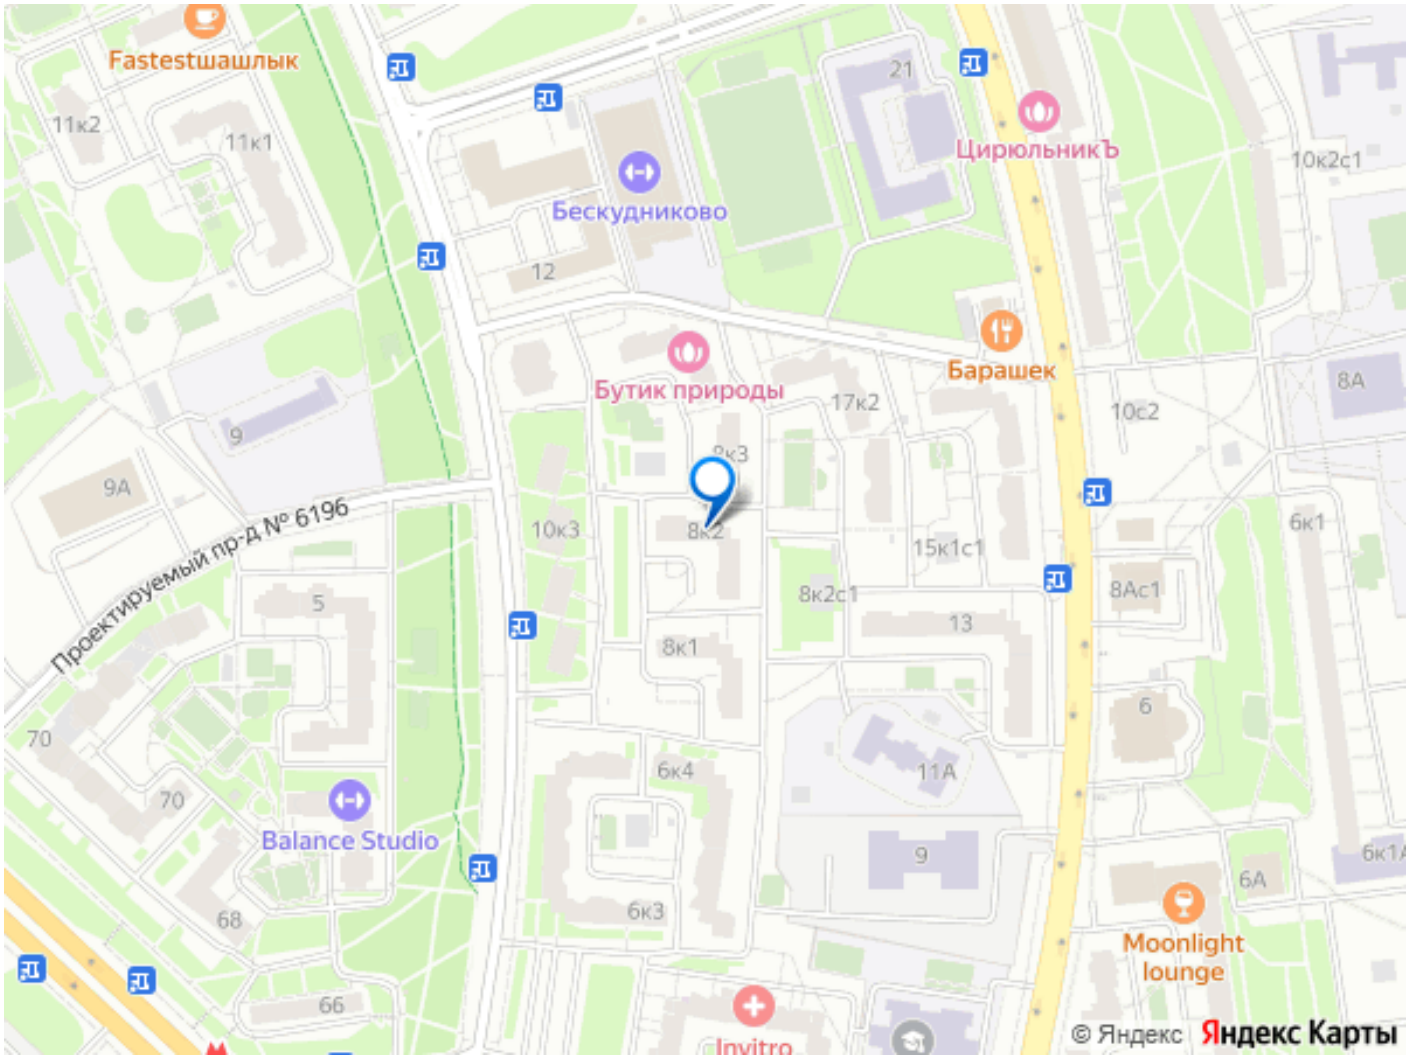 Fastestшашлык
11к2
11к1
21
ЦирюльникЪ
10к2с1
Бескудниково
12
Барашек
Бутик природы
8А
17к2
10с2
9
8к3
9А
Проектируемый пр-д № 6196
10к3
8к2
15к1с1
6к1
8к2с1
8Ас1
5
13
8к1
6
70
6к4
11А
70
Balance Studio
9
6к1А
6А
68
6к3
Moonlight
lounge
66
Invitro
© Яндекс Яндекс Карты